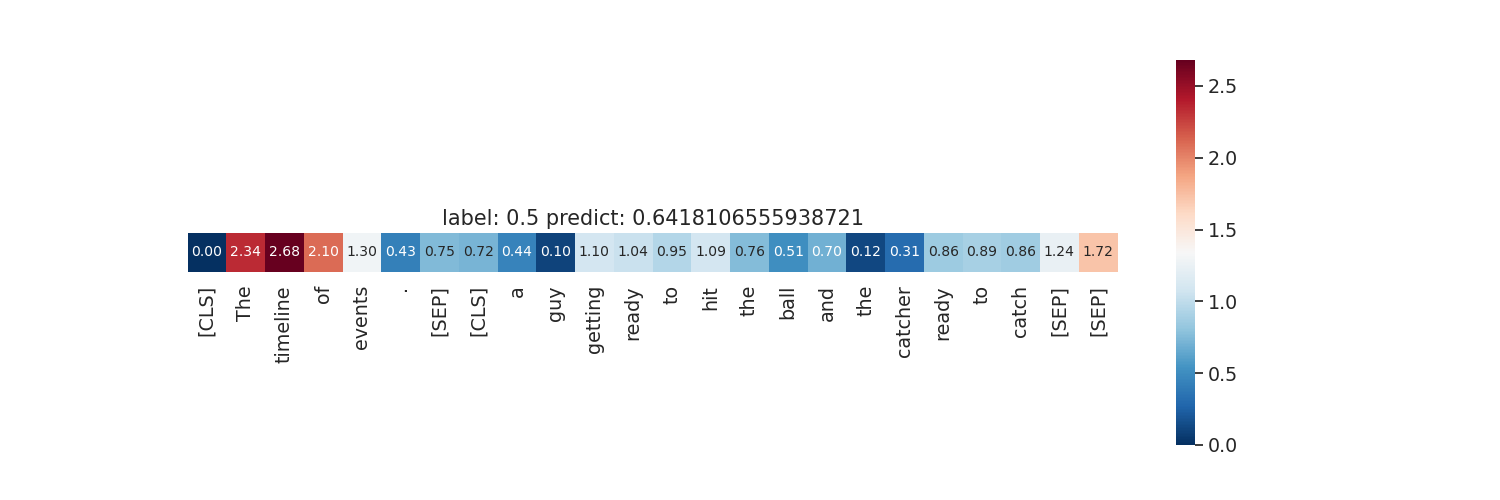 label: 0.5 predict: 0.6418106555938721
0.00 2.34 2.68 2.10 1.30 0.43 0.75 0.72 0.44 0.10 1.10 1.04 0.95 1.09 0.76 0.51 0.70 0.12 0.31 0.86 0.89 0.86 1.24 1.72
[CLS] The timeline of events . [SEP] [CLS] a guy getting ready to hit the ball and the catcher ready to catch [SEP] [SEP]
2.5
2.0
1.5
1.0
0.5
0.0